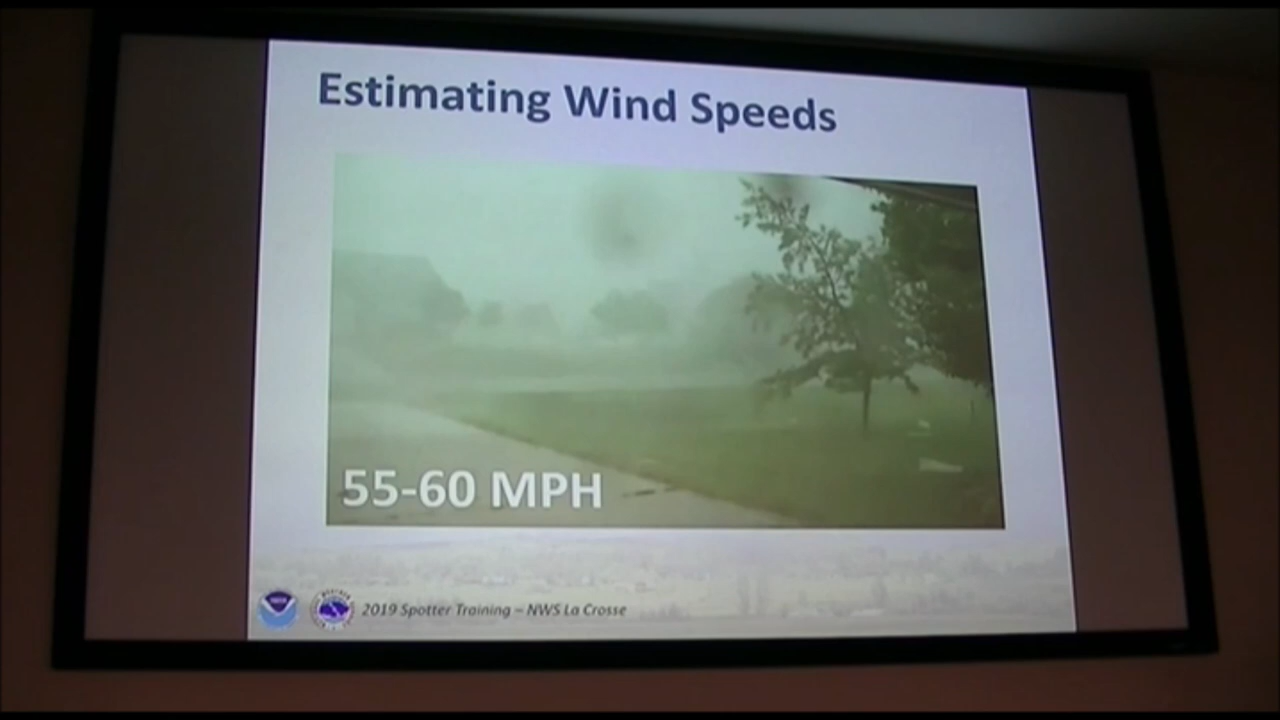 Estimating Wind Speeds
55-60 MPH
2019 Spotter Training – NWS La Crosse